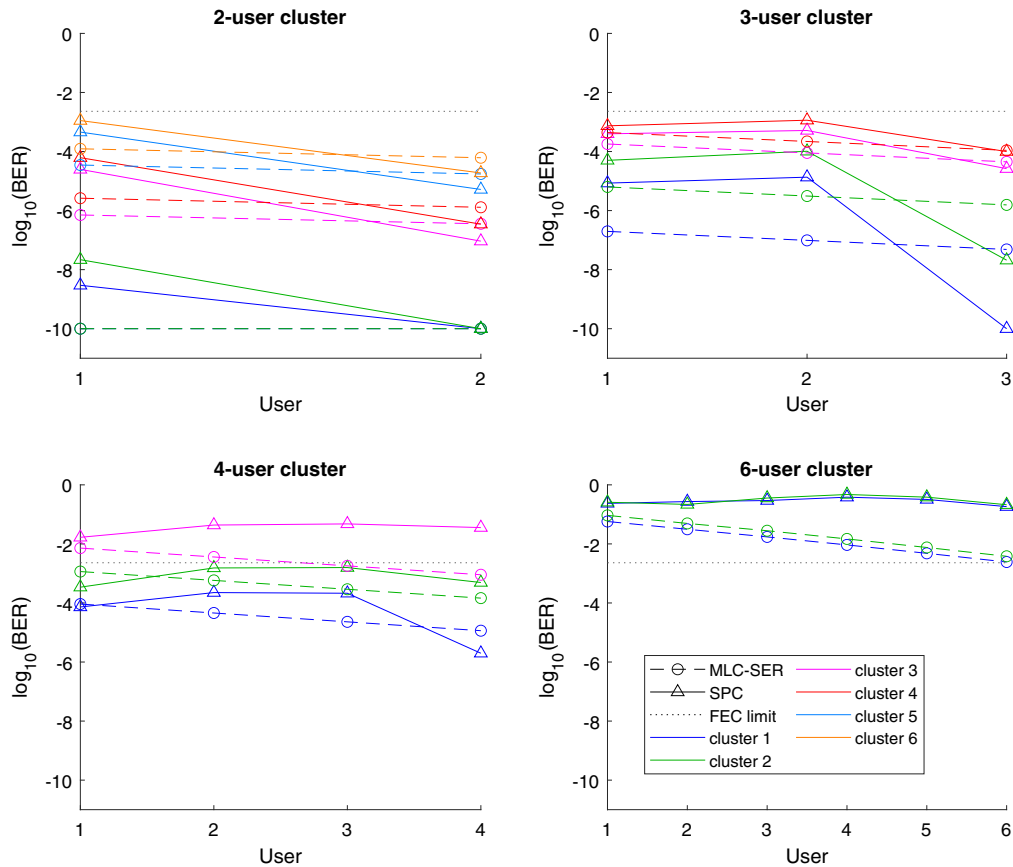 2-user cluster
0
-2
-4
-6
-8
-10
log10(BER)
1
2
User
3-user cluster
0
-2
-4
-6
-8
-10
log10(BER)
1
2
3
User
4-user cluster
0
-2
-4
-6
-8
-10
log10(BER)
1
2
3
4
User
6-user cluster
0
-2
-4
-6
-8
-10
log10(BER)
MLC-SER
SPC
FEC limit
cluster 1
cluster 2
cluster 3
cluster 4
cluster 5
cluster 6
1
2
3
4
5
6
User